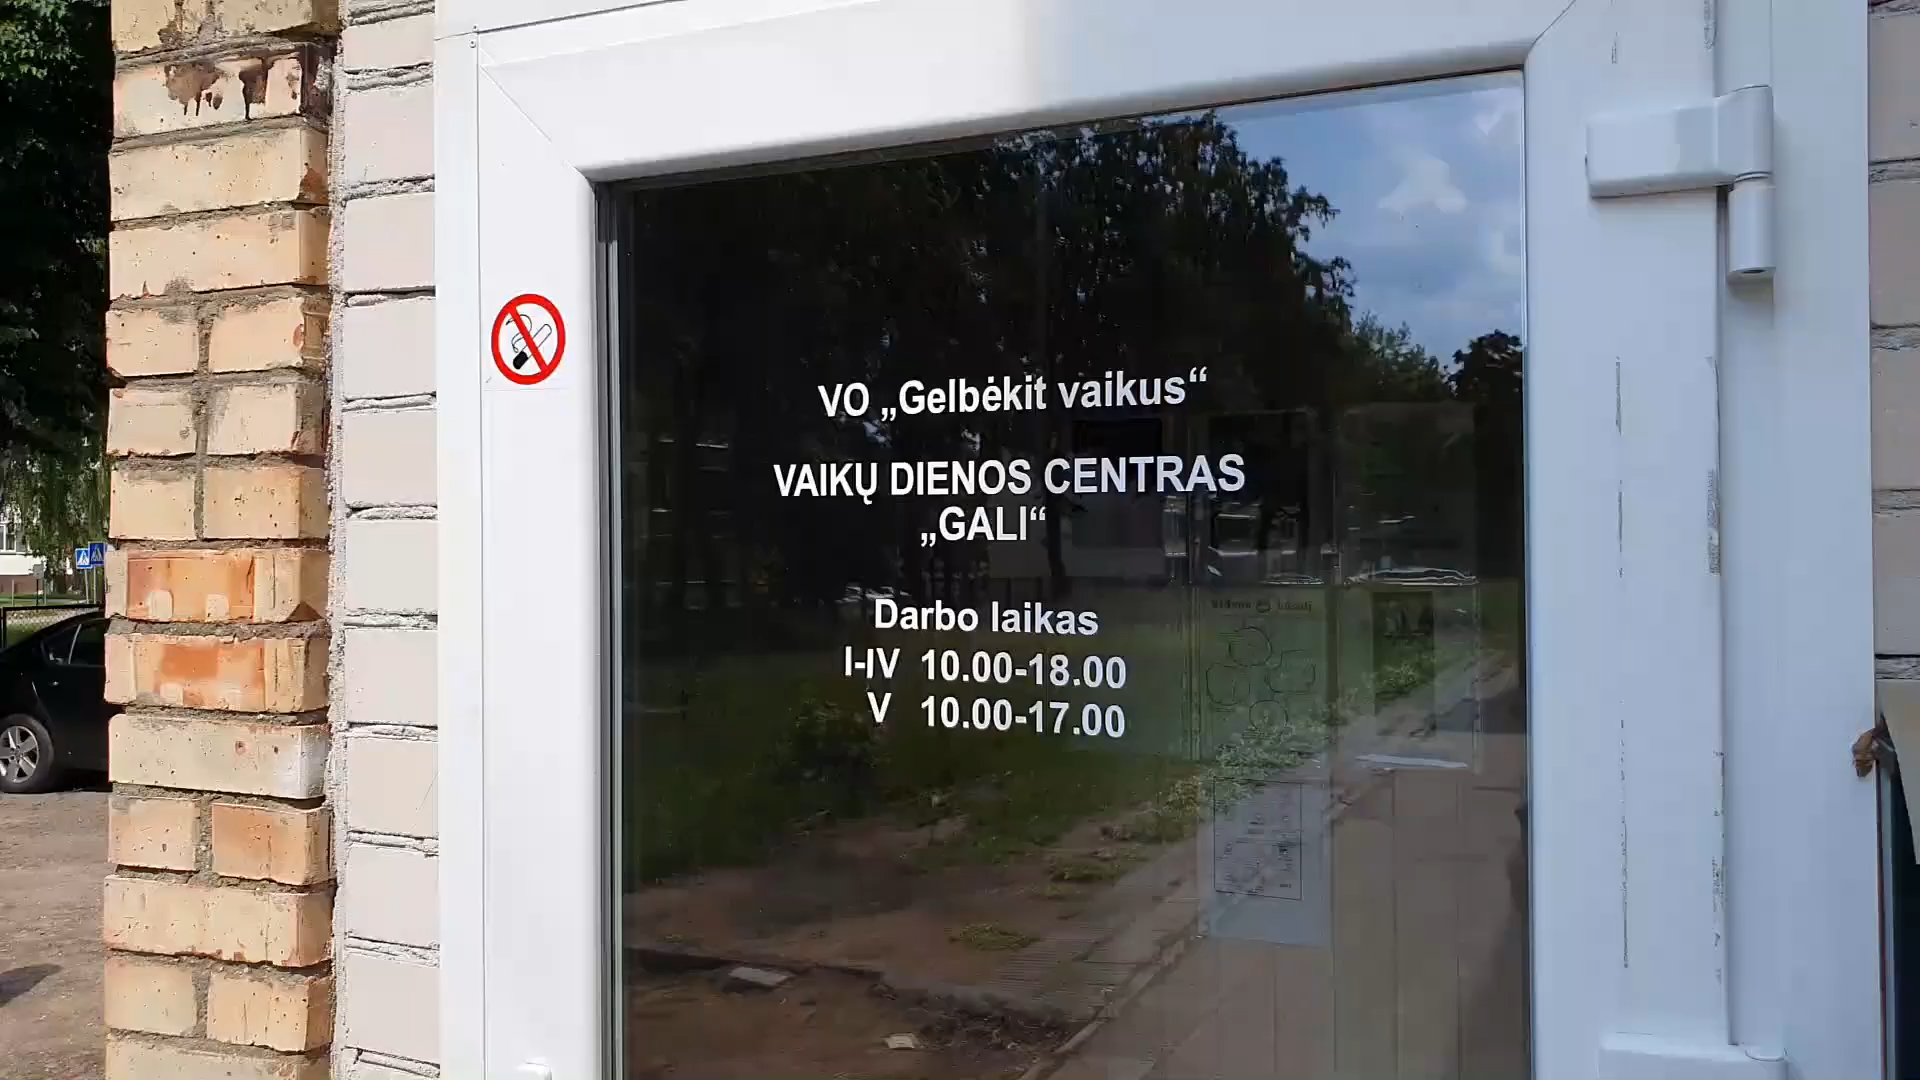 VO „Gelbėkit vaikus“
VAIKŲ DIENOS CENTRAS
„GALI“
Darbo laikas
I-IV 10.00-18.00
V 10.00-17.00